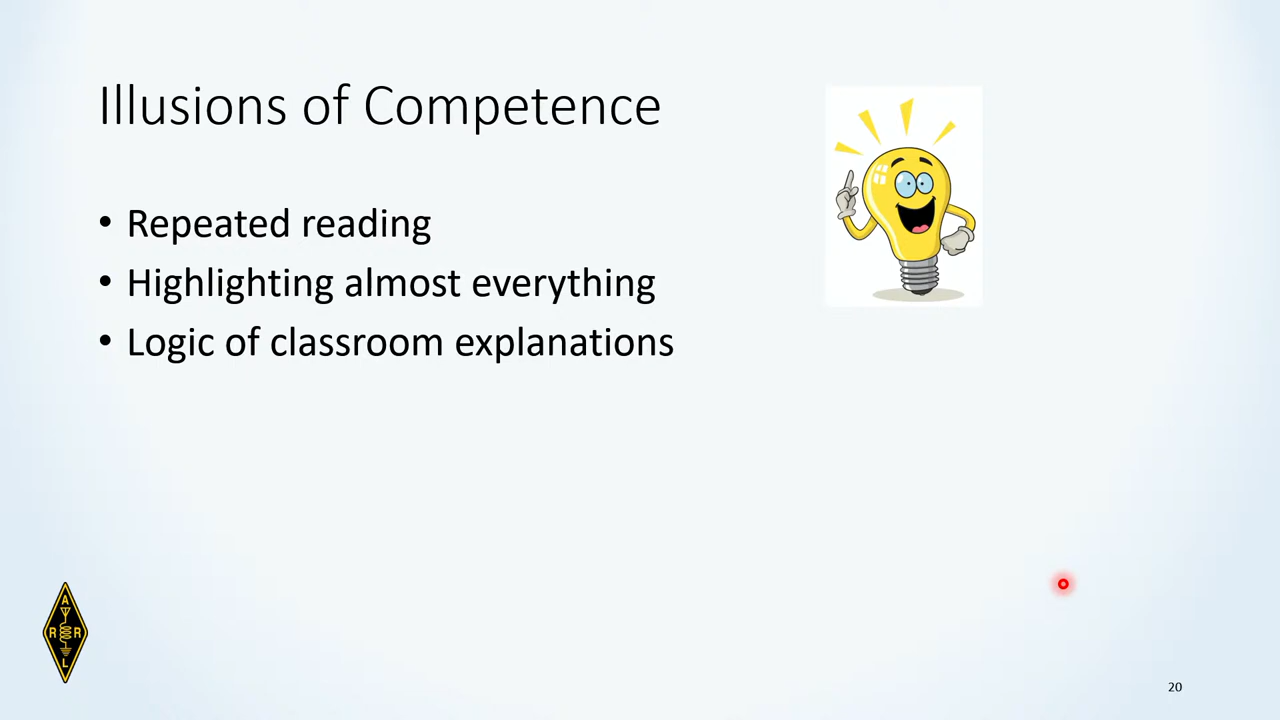 Illusions of Competence
• Repeated reading
• Highlighting almost everything
• Logic of classroom explanations
A
R R
L
20